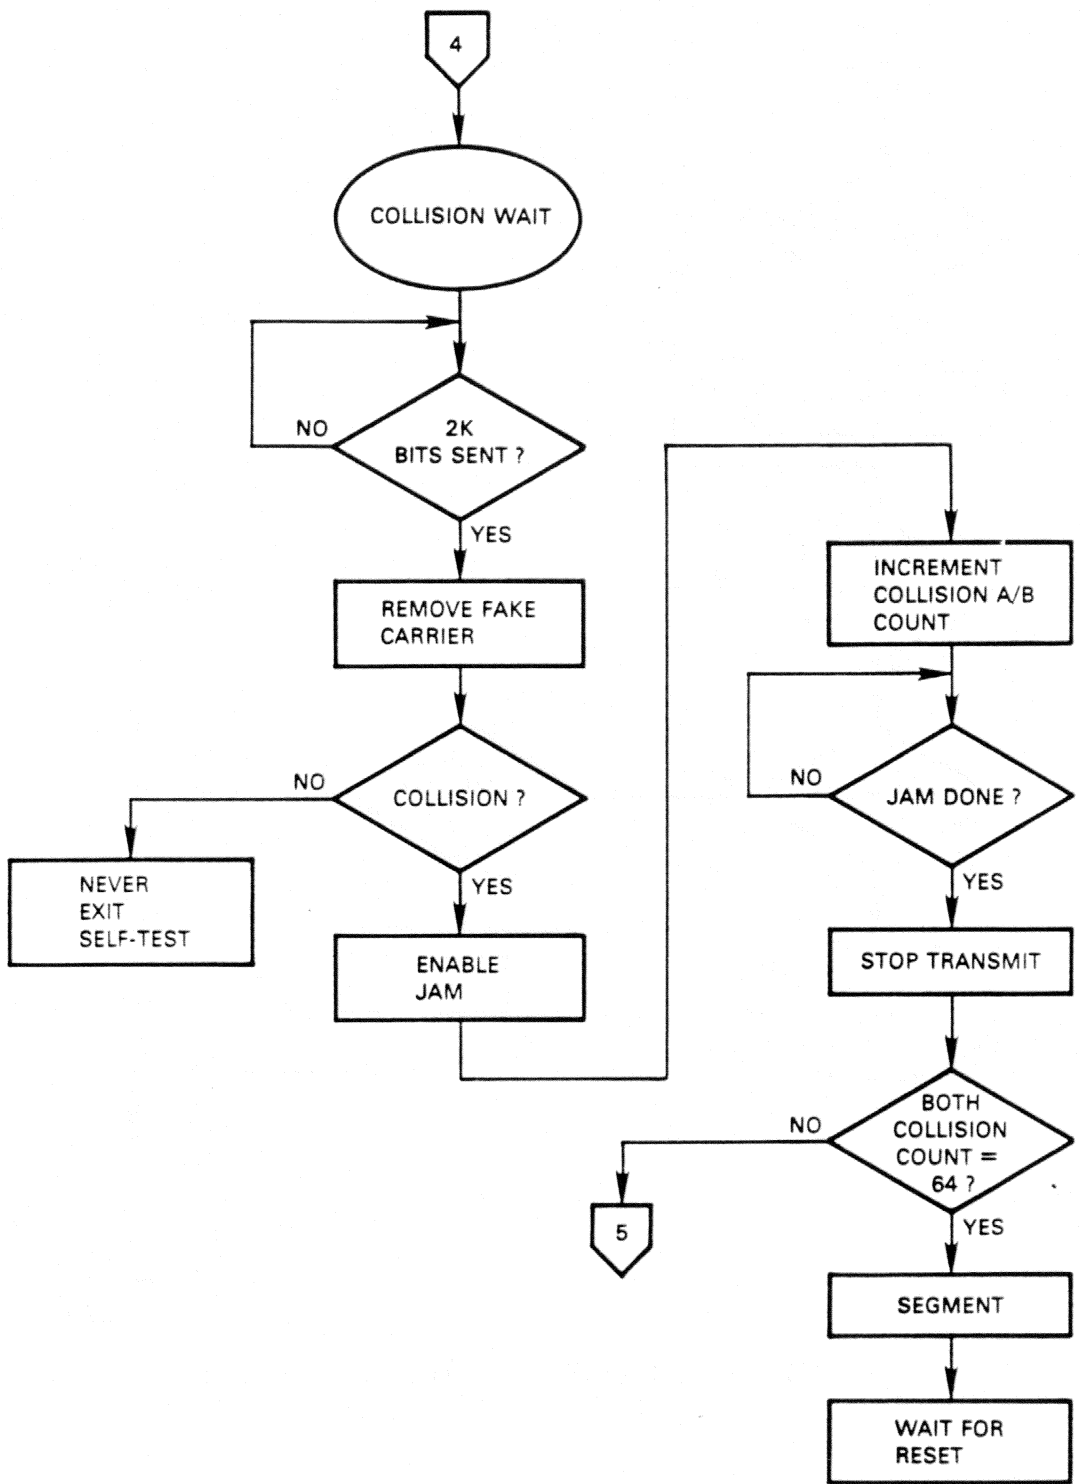 4
COLLISION WAIT
NO
2K
BITS SENT ?
YES
REMOVE FAKE
CARRIER
NO
COLLISION ?
YES
NEVER
EXIT
SELF-TEST
ENABLE
JAM
INCREMENT
COLLISION A/B
COUNT
NO
JAM DONE ?
YES
STOP TRANSMIT
NO
BOTH
COLLISION
COUNT =
64 ?
5
YES
SEGMENT
WAIT FOR
RESET